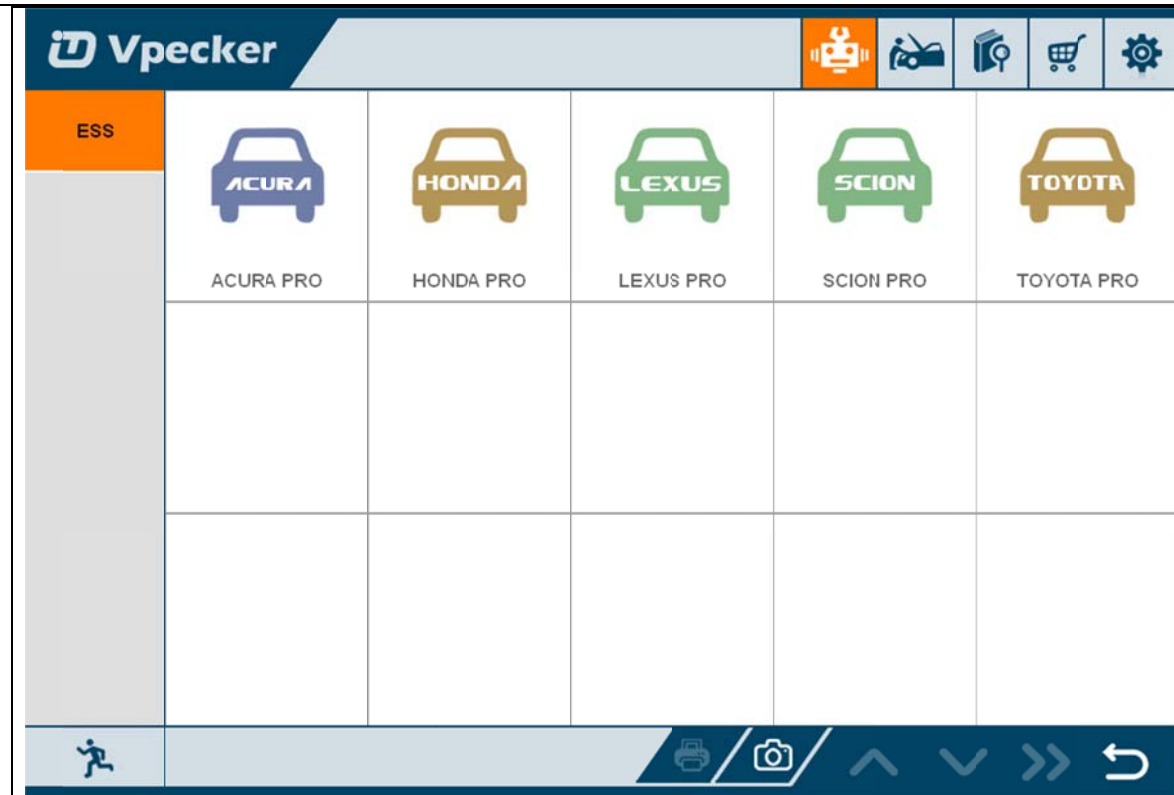 Vpecker
ESS
ACURA
HONDA
LEXUS
SCION
TOYOTA
ACURA PRO
HONDA PRO
LEXUS PRO
SCION PRO
TOYOTA PRO